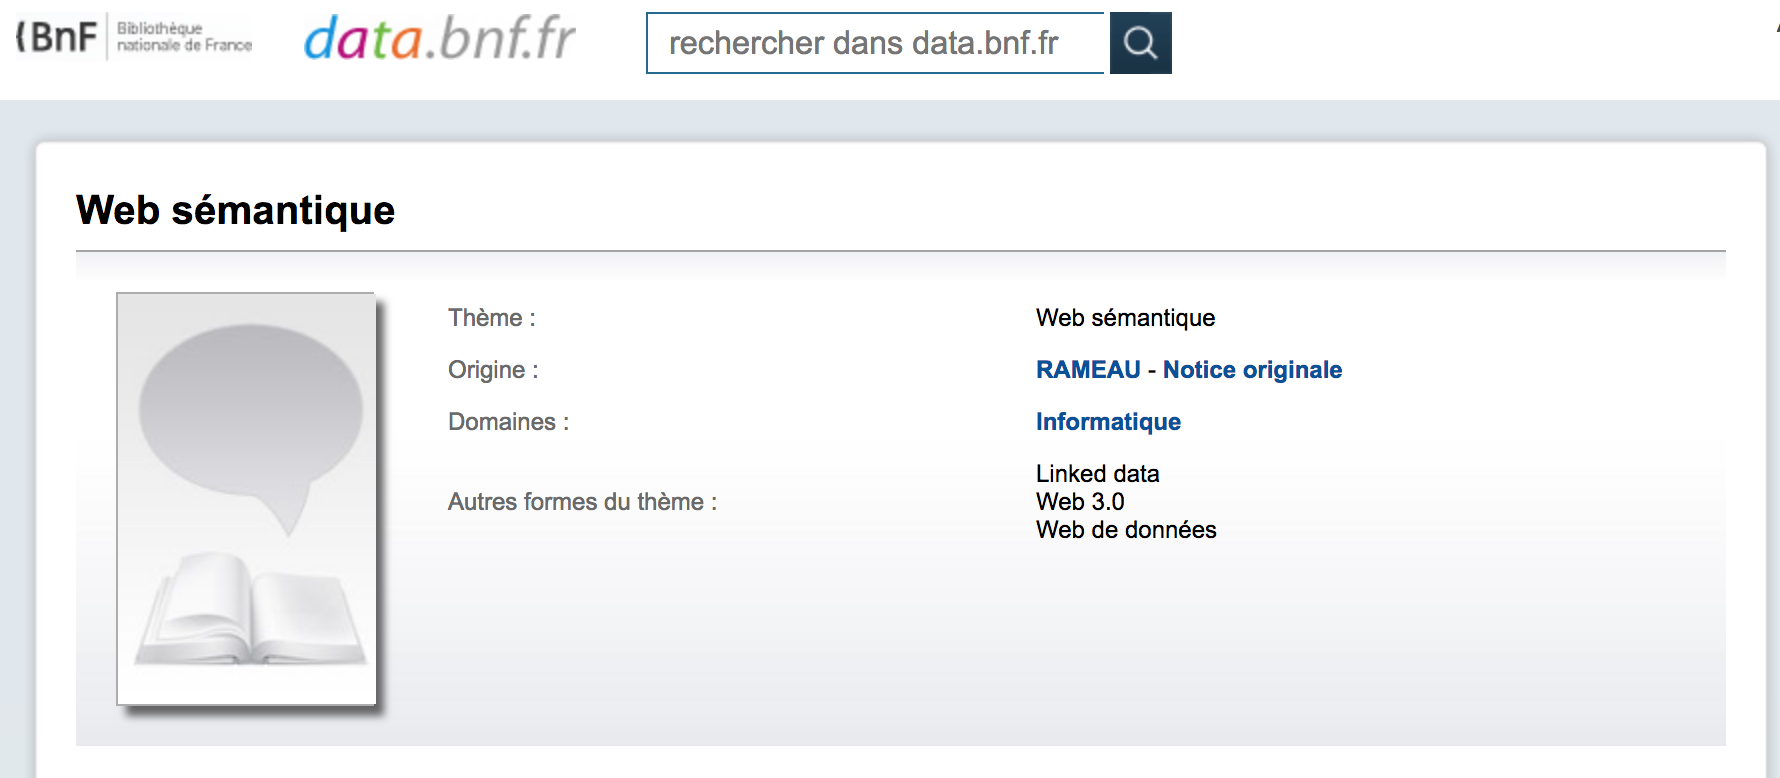 (BnF
Bibliothèque
nationale de France
data.bnf.fr
rechercher dans data.bnf.fr
Web sémantique
Thème :
Web sémantique
Origine :
RAMEAU - Notice originale
Domaines :
Informatique
Autres formes du thème :
Linked data
Web 3.0
Web de données